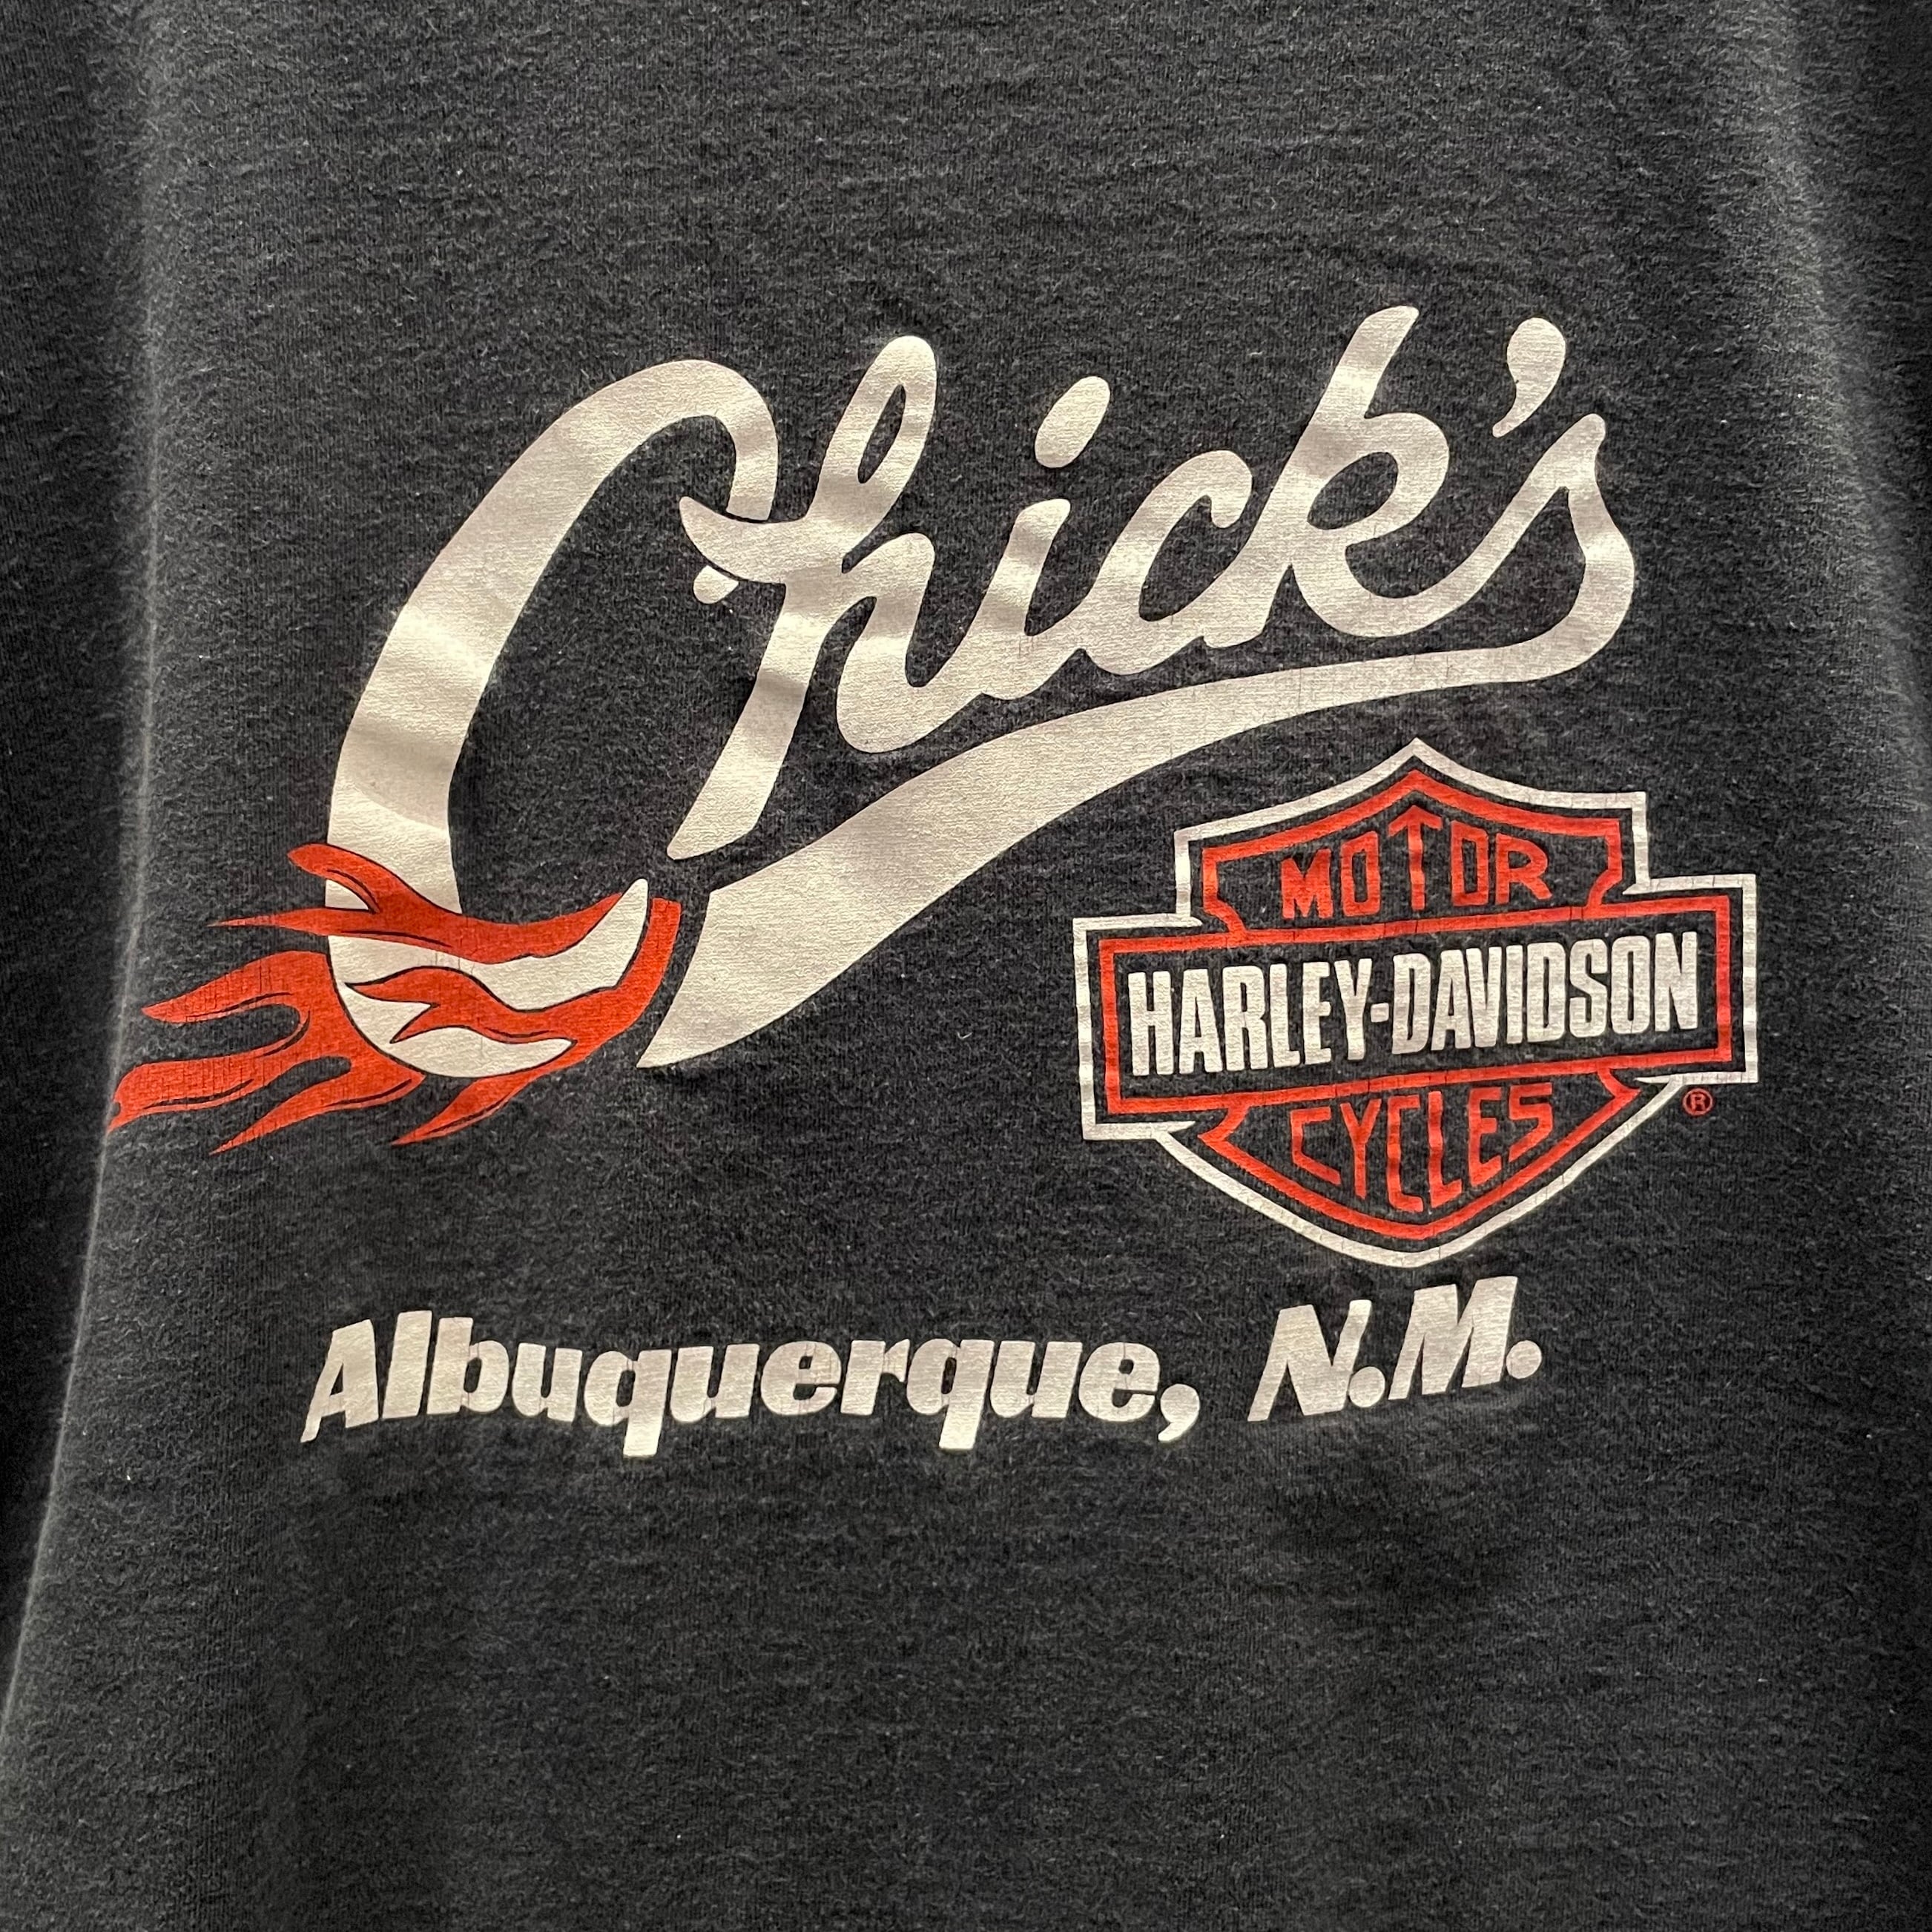 Chick's
MOTOR
HARLEY-DAVIDSON
CYCLES
®
Albuquerque, N.M.